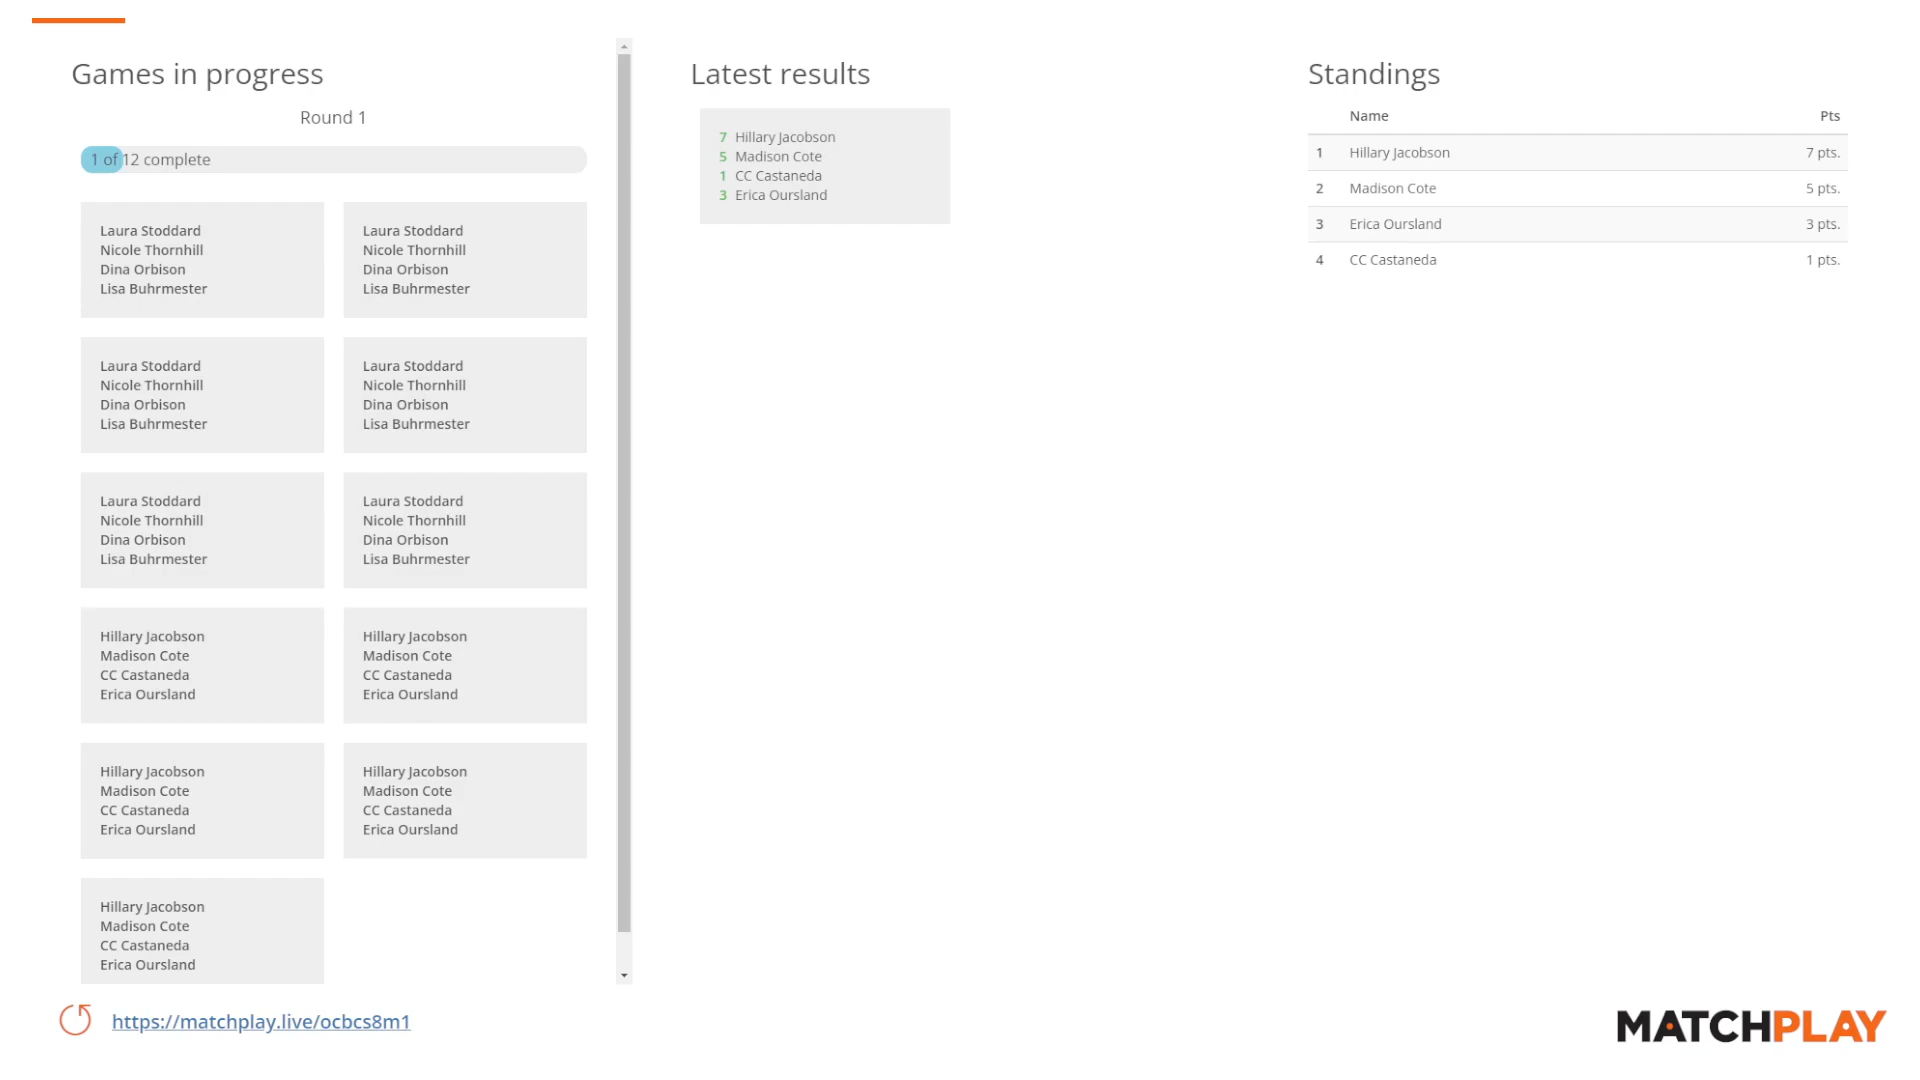 Games in progress
Round 1
1 of 12 complete
Laura Stoddard
Nicole Thornhill
Dina Orbison
Lisa Buhrmester
Laura Stoddard
Nicole Thornhill
Dina Orbison
Lisa Buhrmester
Laura Stoddard
Nicole Thornhill
Dina Orbison
Lisa Buhrmester
Laura Stoddard
Nicole Thornhill
Dina Orbison
Lisa Buhrmester
Laura Stoddard
Nicole Thornhill
Dina Orbison
Lisa Buhrmester
Laura Stoddard
Nicole Thornhill
Dina Orbison
Lisa Buhrmester
Hillary Jacobson
Madison Cote
CC Castaneda
Erica Oursland
Hillary Jacobson
Madison Cote
CC Castaneda
Erica Oursland
Hillary Jacobson
Madison Cote
CC Castaneda
Erica Oursland
Hillary Jacobson
Madison Cote
CC Castaneda
Erica Oursland
Hillary Jacobson
Madison Cote
CC Castaneda
Erica Oursland
Latest results
7 Hillary Jacobson
5 Madison Cote
1 CC Castaneda
3 Erica Oursland
Standings
Name Pts
1 Hillary Jacobson 7 pts.
2 Madison Cote 5 pts.
3 Erica Oursland 3 pts.
4 CC Castaneda 1 pts.
https://matchplay.live/ocbcs8m1
MATCHPLAY